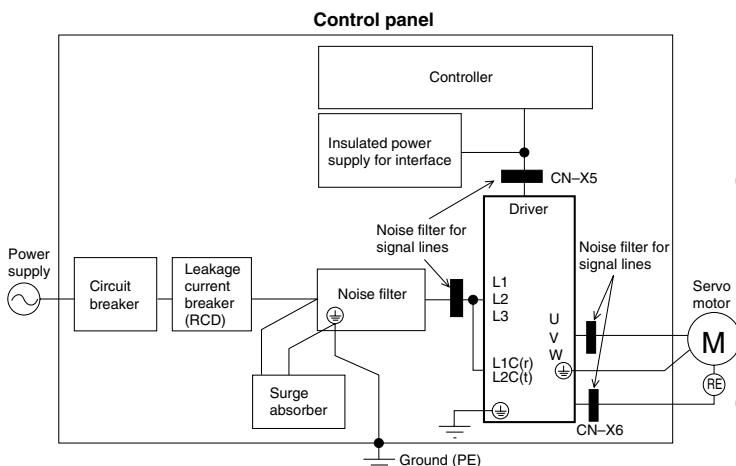 Control panel
Controller
Insulated power
supply for interface
CN–X5
Driver
Noise filter for
signal lines
Noise filter for
signal lines
Power
supply
Circuit
breaker
Leakage
current
breaker
(RCD)
Noise filter
L1
L2
L3
U
V
W
Servo
motor
M
RE
L1C(r)
L2C(t)
Surge
absorber
CN–X6
Ground (PE)